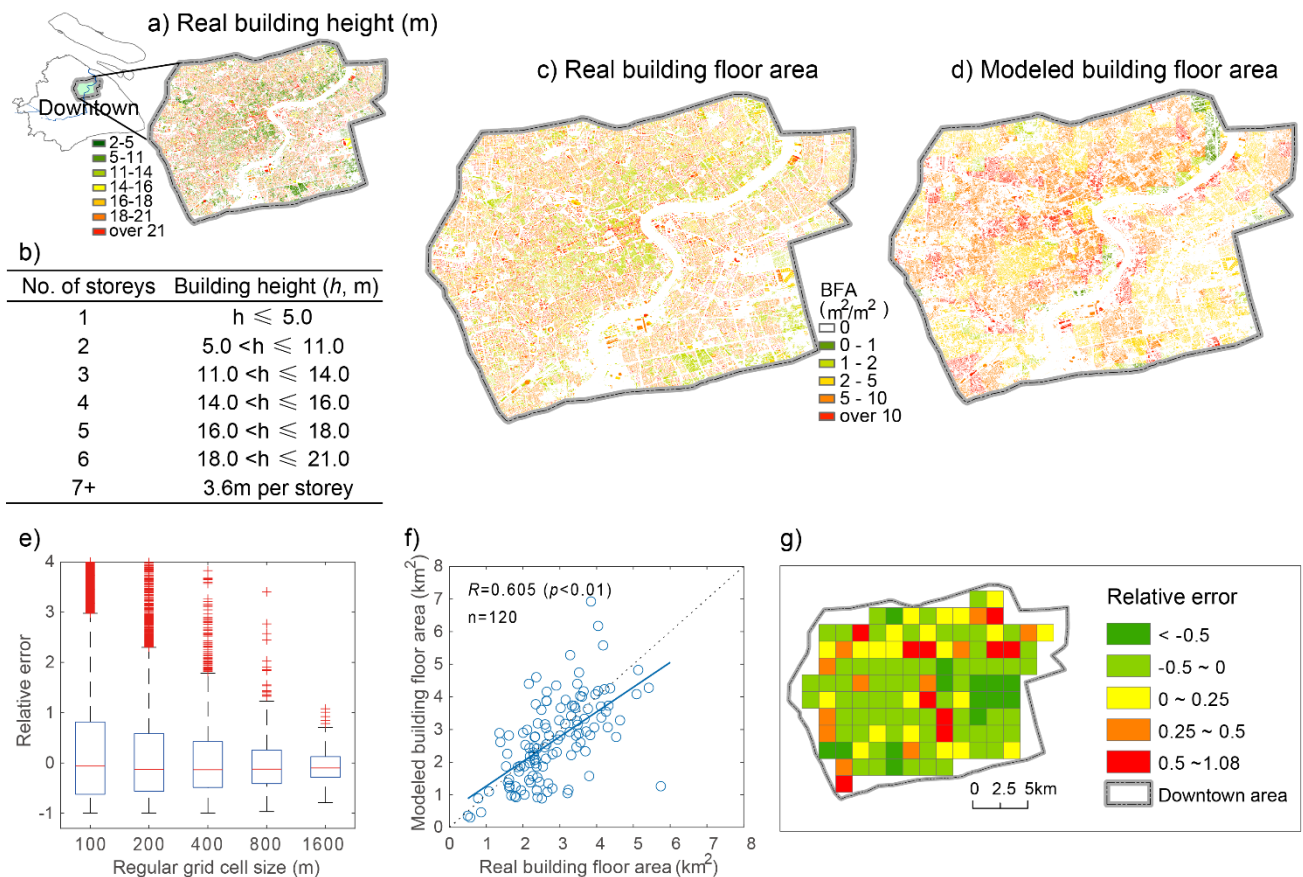 a) Real building height (m)
Downtown
2-5
5-11
11-14
14-16
16-18
18-21
over 21
b)
No. of storeys Building height (h, m)
1 h ⩽ 5.0
2 5.0 <h ⩽ 11.0
3 11.0 <h ⩽ 14.0
4 14.0 <h ⩽ 16.0
5 16.0 <h ⩽ 18.0
6 18.0 <h ⩽ 21.0
7+ 3.6m per storey
c) Real building floor area
BFA
(m²/m²)
0
0 - 1
1 - 2
2 - 5
5 - 10
over 10
d) Modeled building floor area
e)
Relative error
4
3
2
1
0
-1
100 200 400 800 1600
Regular grid cell size (m)
f)
Modeled building floor area (km²)
8
7
6
5
4
3
2
1
0
R=0.605 (p<0.01)
n=120
0 1 2 3 4 5 6 7 8
Real building floor area (km²)
g)
Relative error
< -0.5
-0.5 ~ 0
0 ~ 0.25
0.25 ~ 0.5
0.5 ~1.08
Downtown area
0 2.5 5km